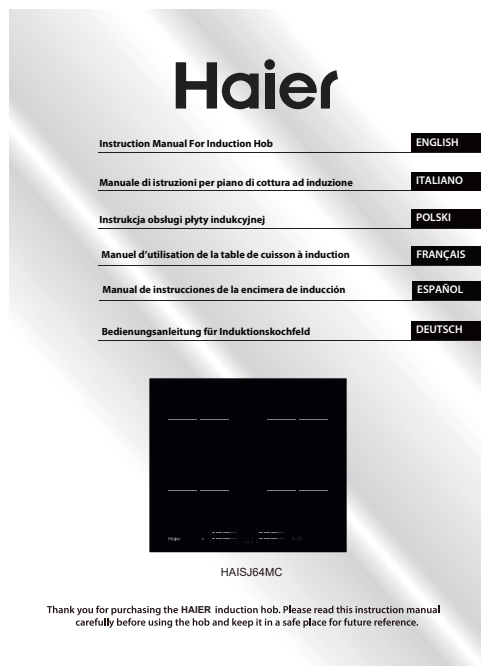 Haier
Instruction Manual For Induction Hob ENGLISH
Manuale di istruzioni per piano di cottura ad induzione ITALIANO
Instrukcja obsługi płyty indukcyjnej POLSKI
Manuel d’utilisation de la table de cuisson à induction FRANÇAIS
Manual de instrucciones de la encimera de inducción ESPAÑOL
Bedienungsanleitung für Induktionskochfeld DEUTSCH
Haier
HAISJ64MC
Thank you for purchasing the HAIER induction hob. Please read this instruction manual
carefully before using the hob and keep it in a safe place for future reference.